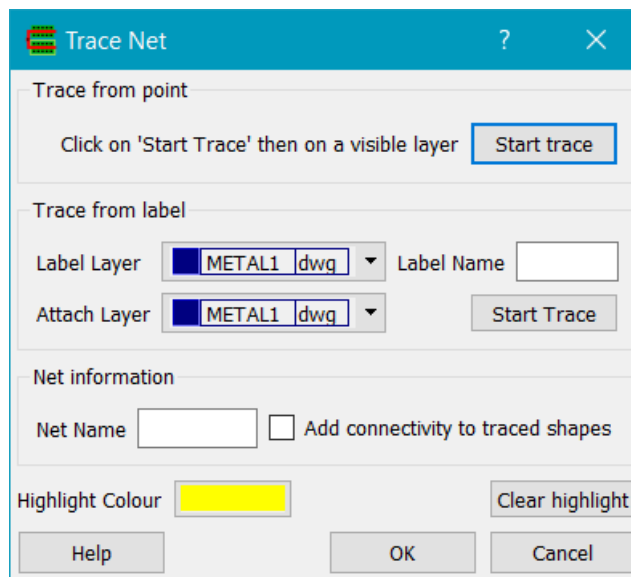 Trace Net ?
Trace from point
Click on 'Start Trace' then on a visible layer Start trace
Trace from label
Label Layer METAL1 dwg Label Name
Attach Layer METAL1 dwg Start Trace
Net information
Net Name Add connectivity to traced shapes
Highlight Colour Clear highlight
Help OK Cancel